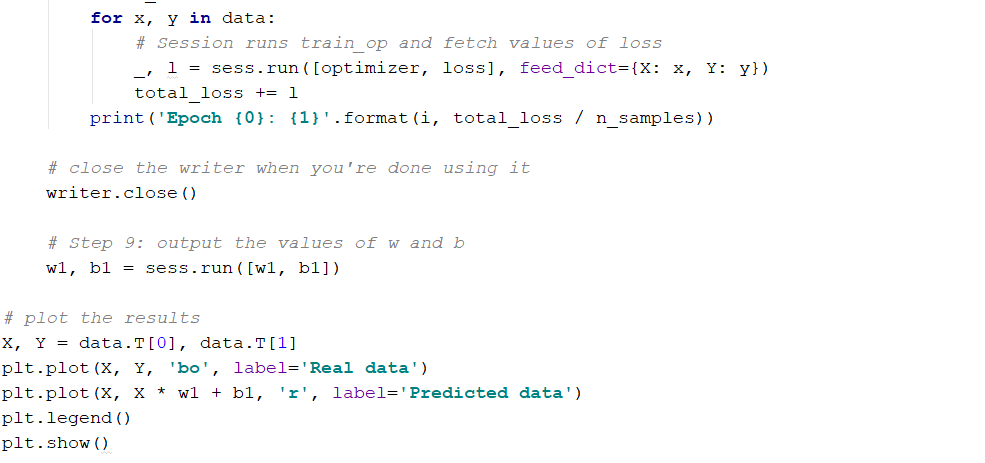 for x, y in data:
# Session runs train_op and fetch values of loss
_, l = sess.run([optimizer, loss], feed_dict={X: x, Y: y})
total_loss += l
print('Epoch {0}: {1}'.format(i, total_loss / n_samples))
# close the writer when you're done using it
writer.close()
# Step 9: output the values of w and b
w1, b1 = sess.run([w1, b1])
# plot the results
X, Y = data.T[0], data.T[1]
plt.plot(X, Y, 'bo', label='Real data')
plt.plot(X, X * w1 + b1, 'r', label='Predicted data')
plt.legend()
plt.show()